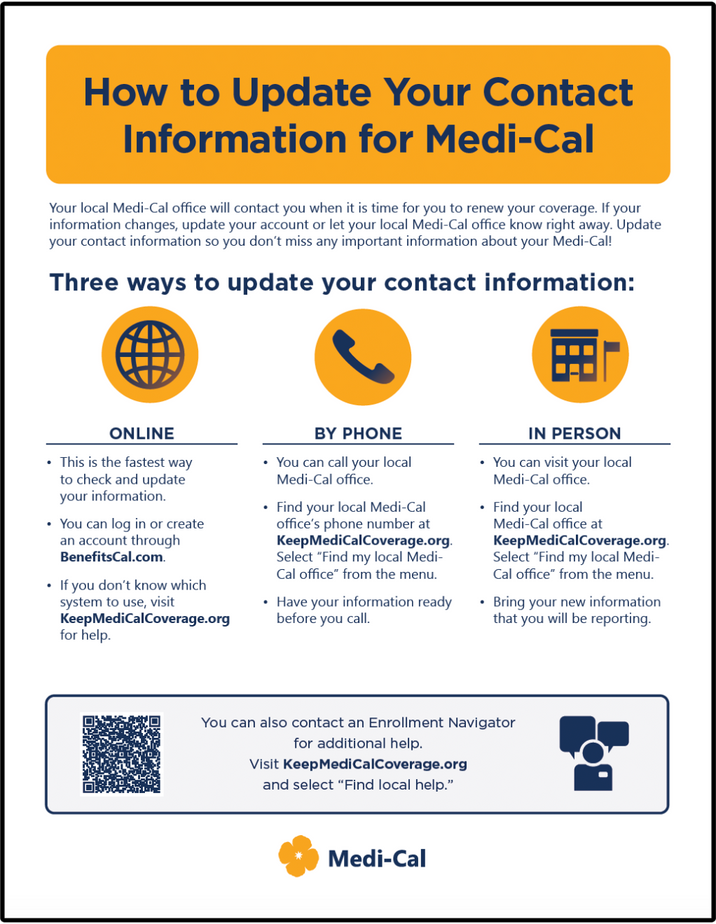 How to Update Your Contact
Information for Medi-Cal
Your local Medi-Cal office will contact you when it is time for you to renew your coverage. If your
information changes, update your account or let your local Medi-Cal office know right away. Update
your contact information so you don’t miss any important information about your Medi-Cal!
Three ways to update your contact information:
ONLINE
• This is the fastest way
to check and update
your information.
• You can log in or create
an account through
BenefitsCal.com.
• If you don’t know which
system to use, visit
KeepMediCalCoverage.org
for help.
BY PHONE
• You can call your local
Medi-Cal office.
• Find your local Medi-Cal
office’s phone number at
KeepMediCalCoverage.org.
Select “Find my local Medi-
Cal office” from the menu.
• Have your information ready
before you call.
IN PERSON
• You can visit your local
Medi-Cal office.
• Find your local
Medi-Cal office at
KeepMediCalCoverage.org.
Select “Find my local Medi-
Cal office” from the menu.
• Bring your new information
that you will be reporting.
You can also contact an Enrollment Navigator
for additional help.
Visit KeepMediCalCoverage.org
and select “Find local help.”
Medi-Cal